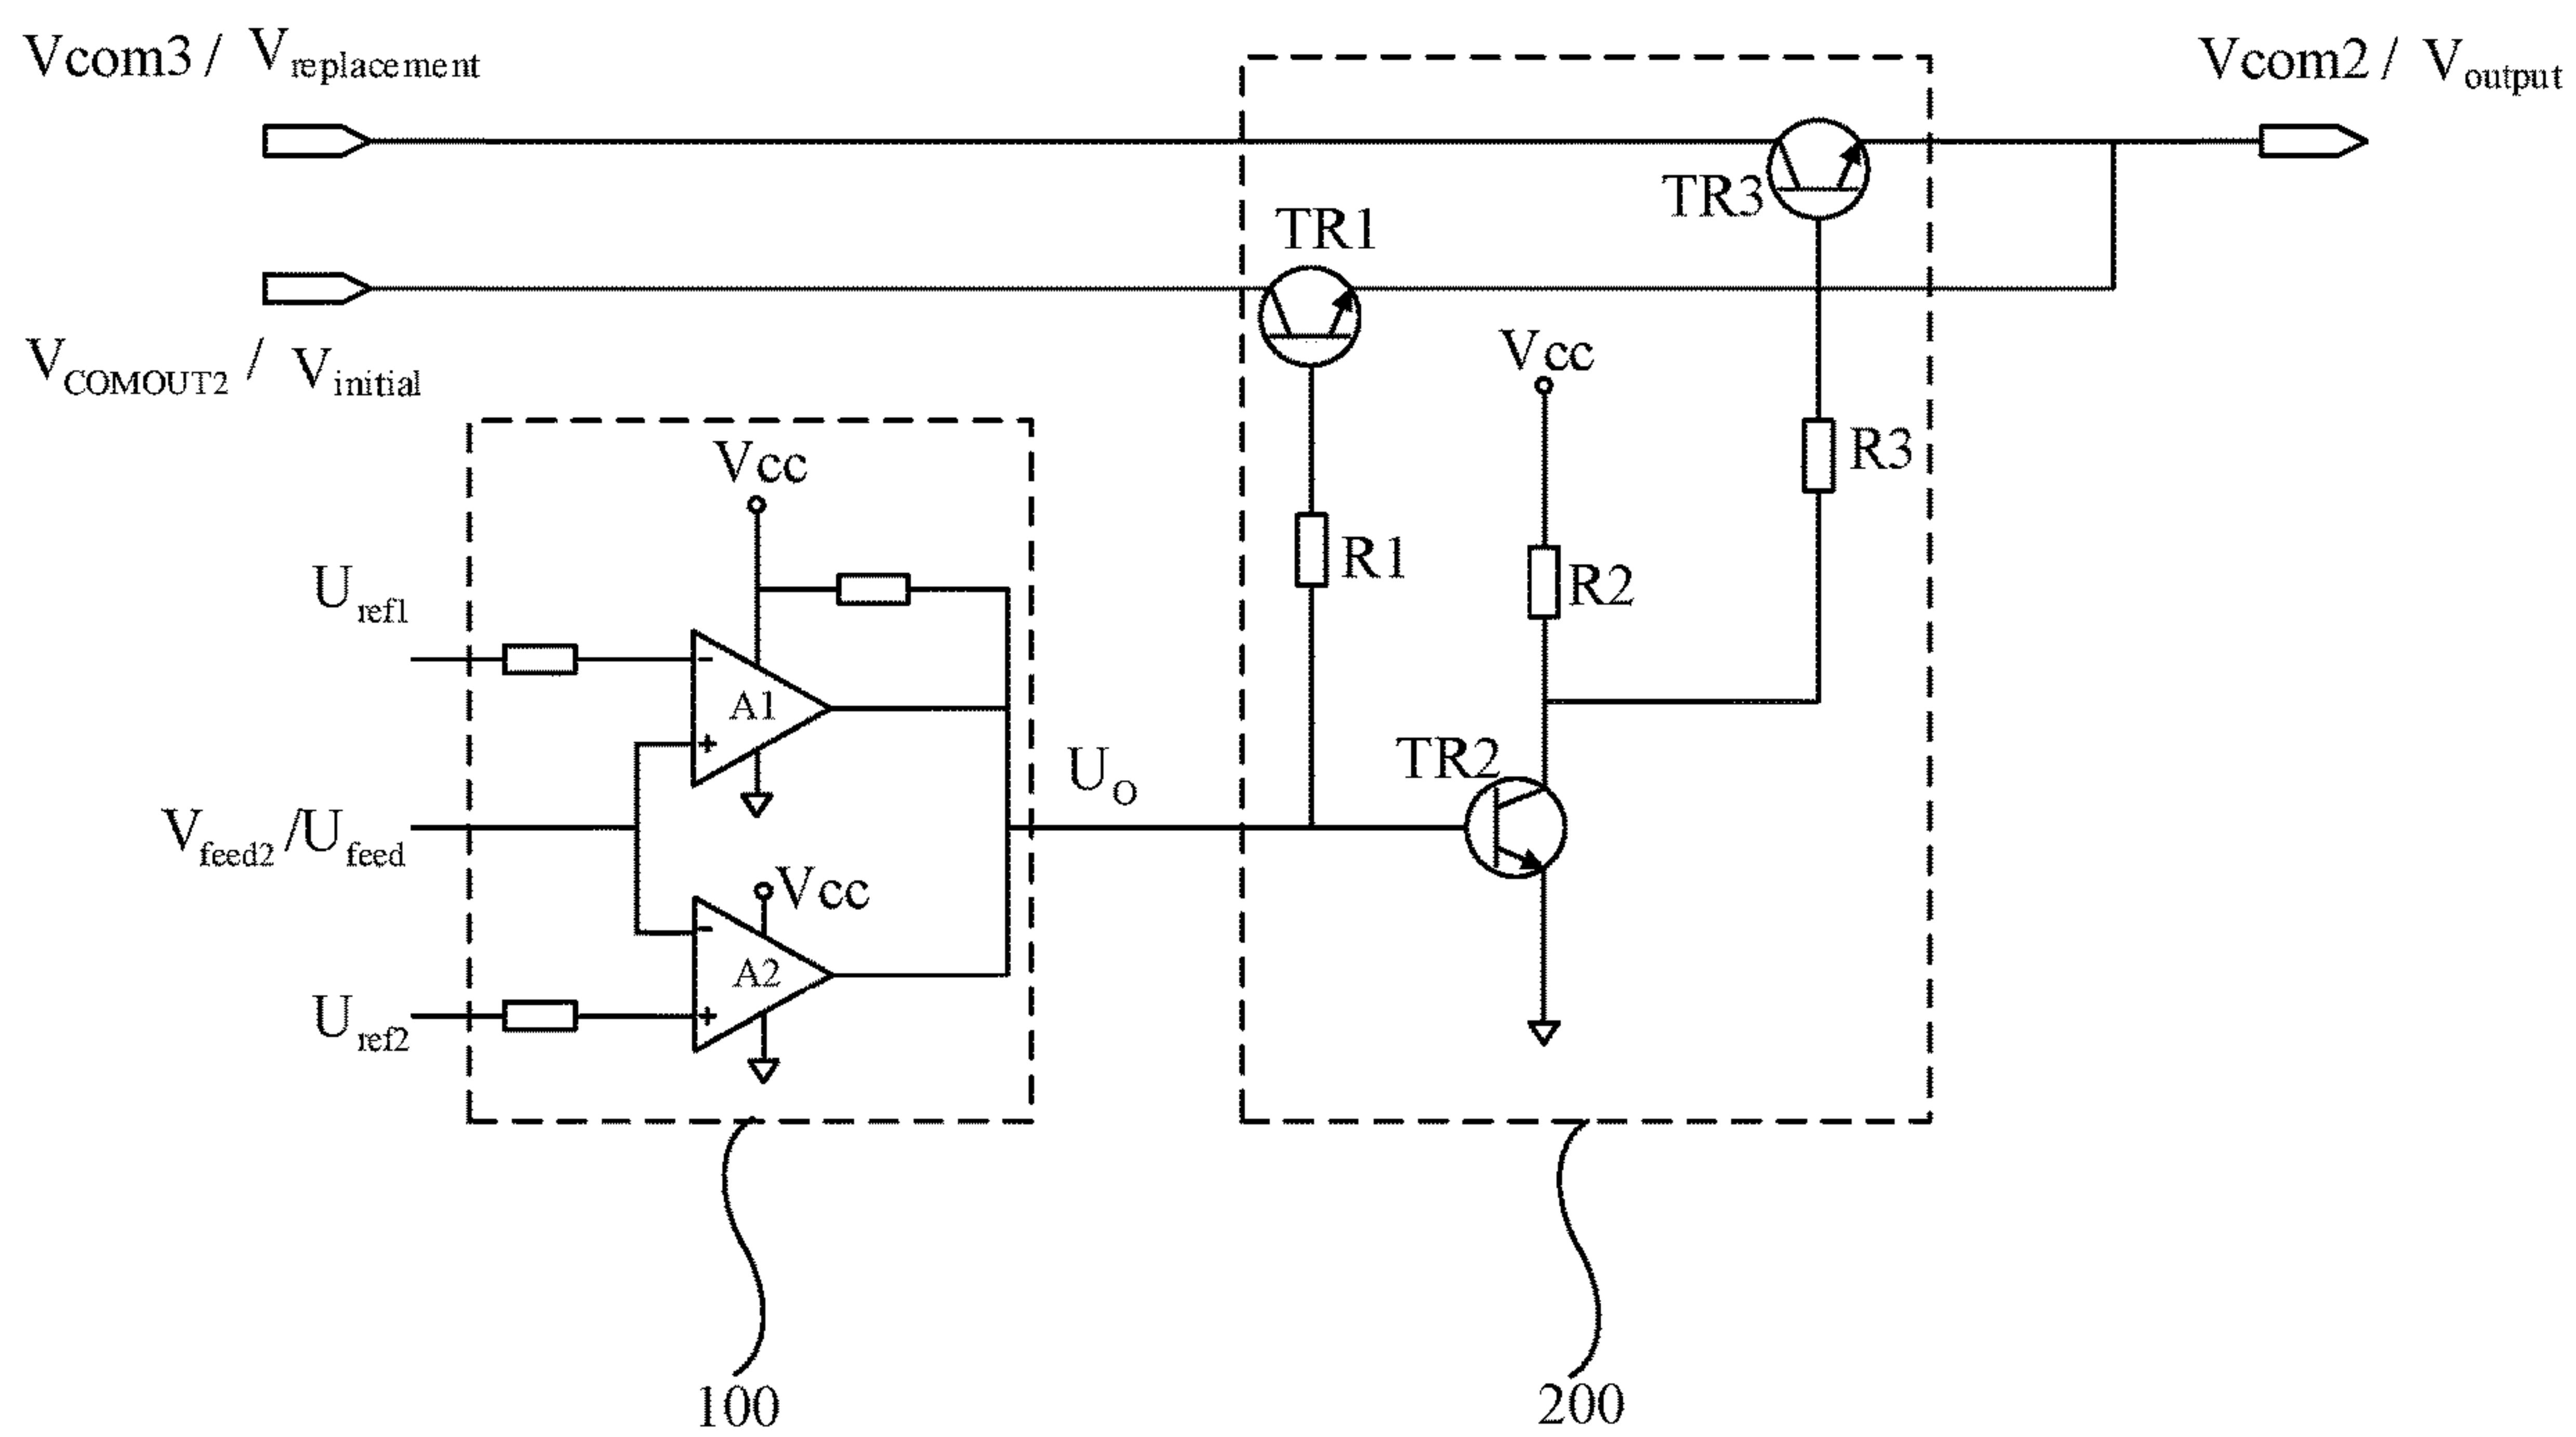 Vcom3 / Vreplacement
Vcom2 / Voutput
TR3
TR1
VCOMOUT2 / Vinitial
Vcc
R3
Vcc
R1
R2
Uref1
-
A1
+
TR2
UO
Vfeed2 /Ufeed
Vcc
-
A2
+
Uref2
100
200